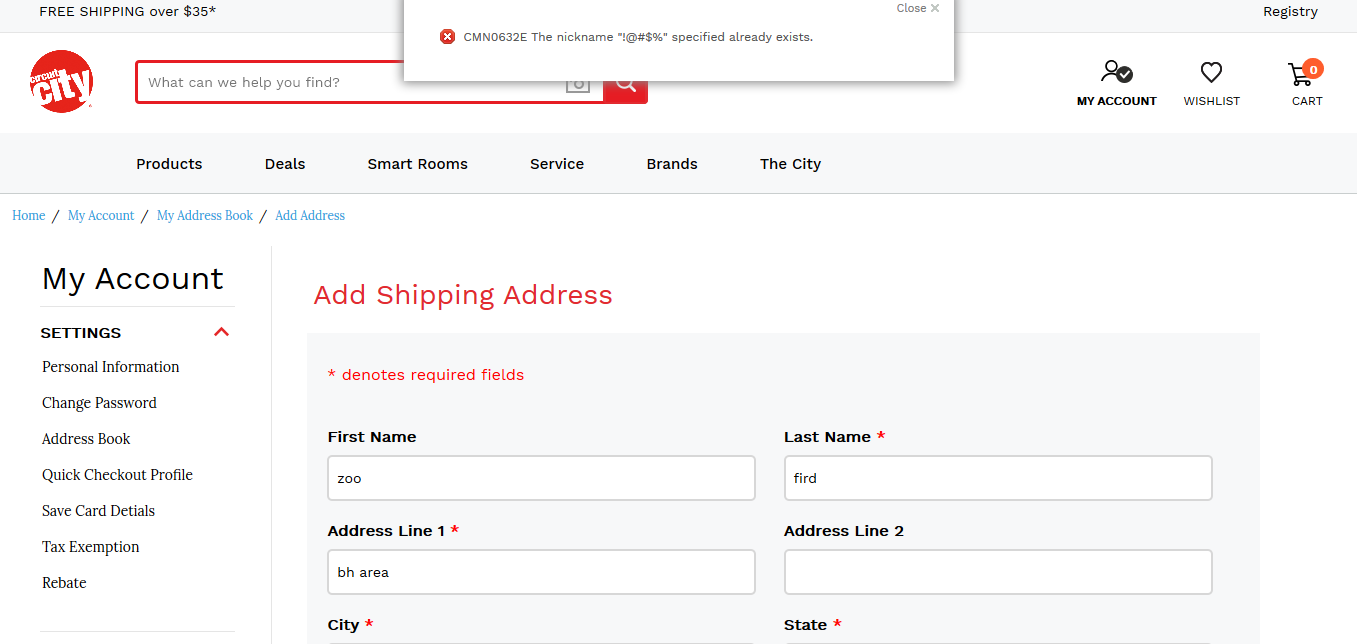 FREE SHIPPING over $35*
Close ×
Registry
CMN0632E The nickname "!@#$%" specified already exists.
circuit
city
What can we help you find?
0
MY ACCOUNT
WISHLIST
CART
Products Deals Smart Rooms Service Brands The City
Home / My Account / My Address Book / Add Address
My Account
SETTINGS
Personal Information
Change Password
Address Book
Quick Checkout Profile
Save Card Detials
Tax Exemption
Rebate
Add Shipping Address
* denotes required fields
First Name
Last Name *
zoo
fird
Address Line 1 *
Address Line 2
bh area
City *
State *